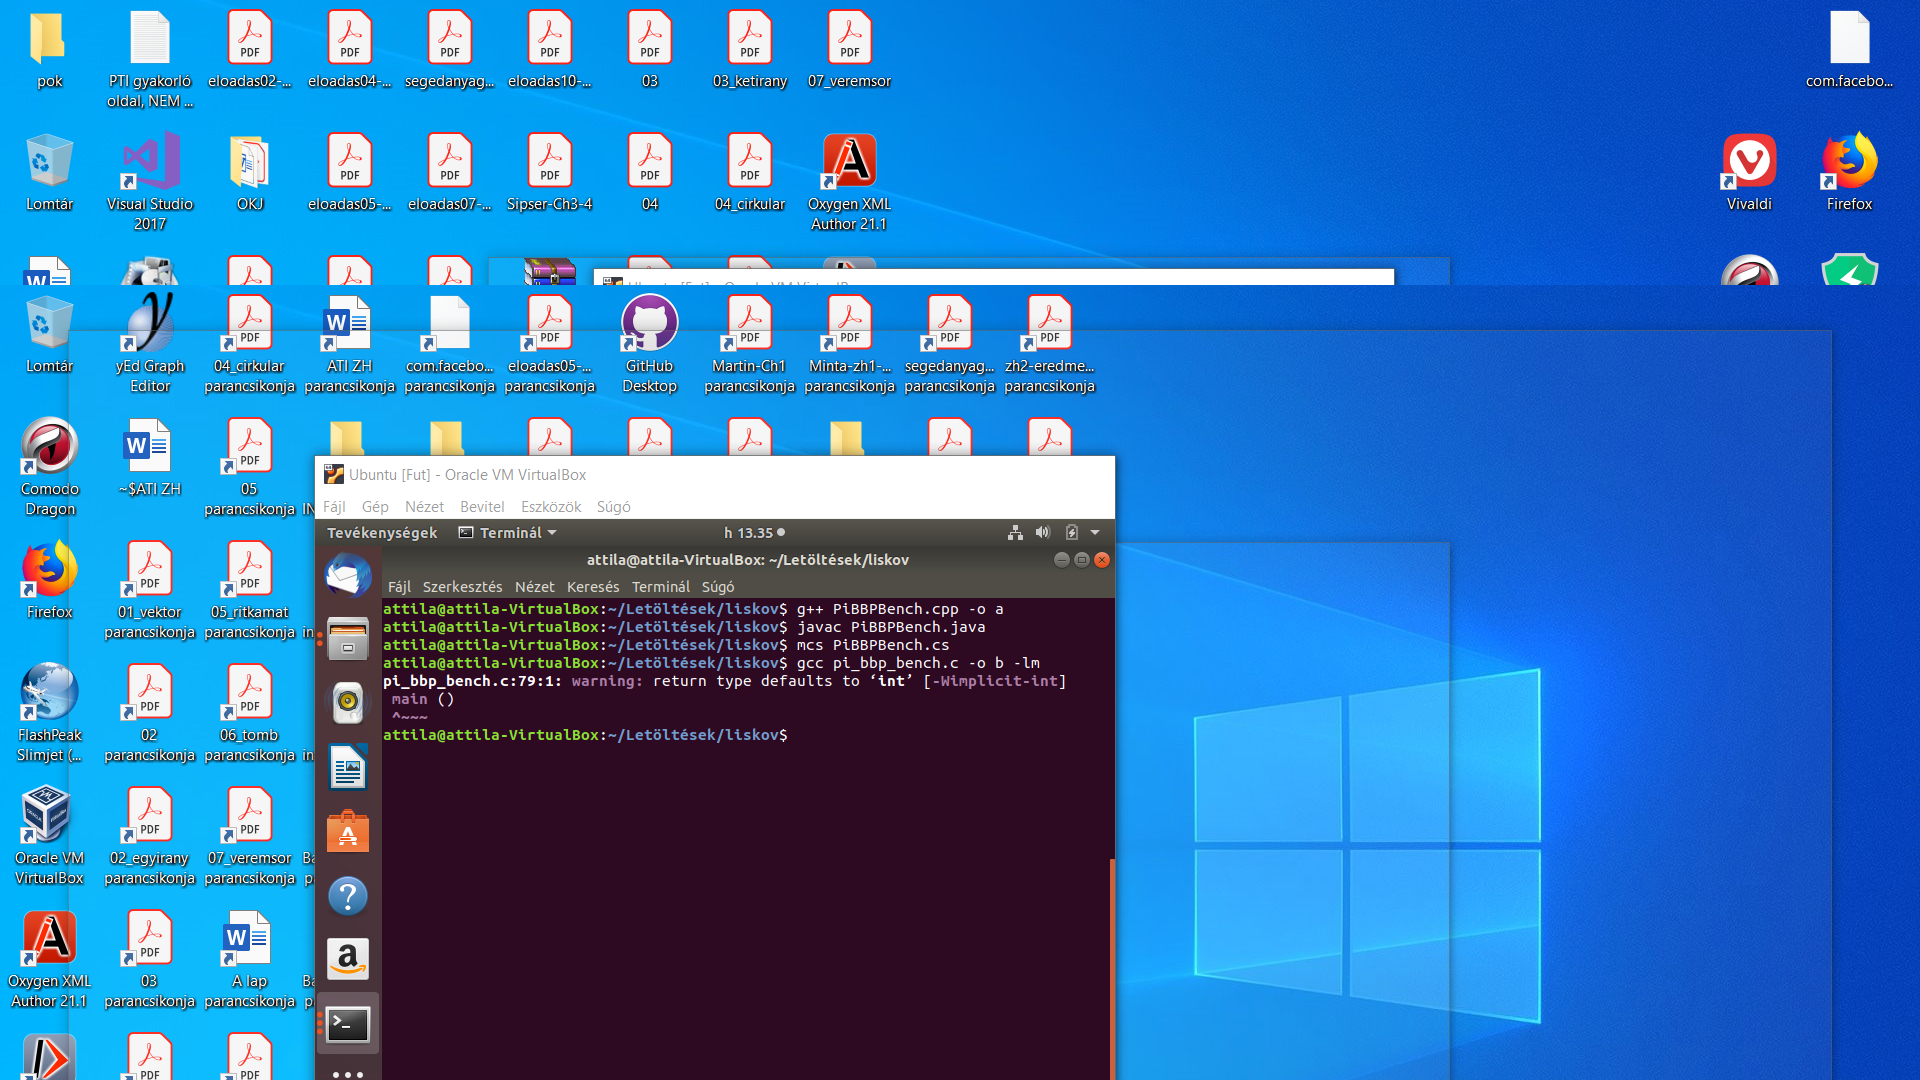 pok
PTI gyakorló
oldal, NEM ...
eloadas02-...
eloadas04-...
segedanyag...
eloadas10-...
03
03_ketirany
07_veremsor
com.facebo...
Lomtár
Visual Studio
2017
OKJ
eloadas05-...
eloadas07-...
Sipser-Ch3-4
04
04_cirkular
Oxygen XML
Author 21.1
Vivaldi
Firefox
Lomtár
yEd Graph
Editor
04_cirkular
parancsikonja
ATI ZH
parancsikonja
com.facebo...
parancsikonja
eloadas05-...
parancsikonja
GitHub
Desktop
Martin-Ch1
parancsikonja
Minta-zh1-...
parancsikonja
segedanyag...
parancsikonja
zh2-eredme...
parancsikonja
Comodo
Dragon
~$ATI ZH
05
parancsikonja
Firefox
01_vektor
parancsikonja
05_ritkamat
parancsikonja
FlashPeak
Slimjet (...
02
parancsikonja
06_tomb
parancsikonja
Oracle VM
VirtualBox
02_egyirany
parancsikonja
07_veremsor
parancsikonja
Oxygen XML
Author 21.1
03
parancsikonja
A lap
parancsikonja
Ubuntu [Fut] - Oracle VM VirtualBox
Fájl Gép Nézet Bevitel Eszközök Súgó
Tevékenységek Terminál h 13.35
attila@attila-VirtualBox: ~/Letöltések/liskov
Fájl Szerkesztés Nézet Keresés Terminál Súgó
attila@attila-VirtualBox:~/Letöltések/liskov$ g++ PiBBPBench.cpp -o a
attila@attila-VirtualBox:~/Letöltések/liskov$ javac PiBBPBench.java
attila@attila-VirtualBox:~/Letöltések/liskov$ mcs PiBBPBench.cs
attila@attila-VirtualBox:~/Letöltések/liskov$ gcc pi_bbp_bench.c -o b -lm
pi_bbp_bench.c:79:1: warning: return type defaults to ‘int’ [-Wimplicit-int]
main ()
^~~~
attila@attila-VirtualBox:~/Letöltések/liskov$